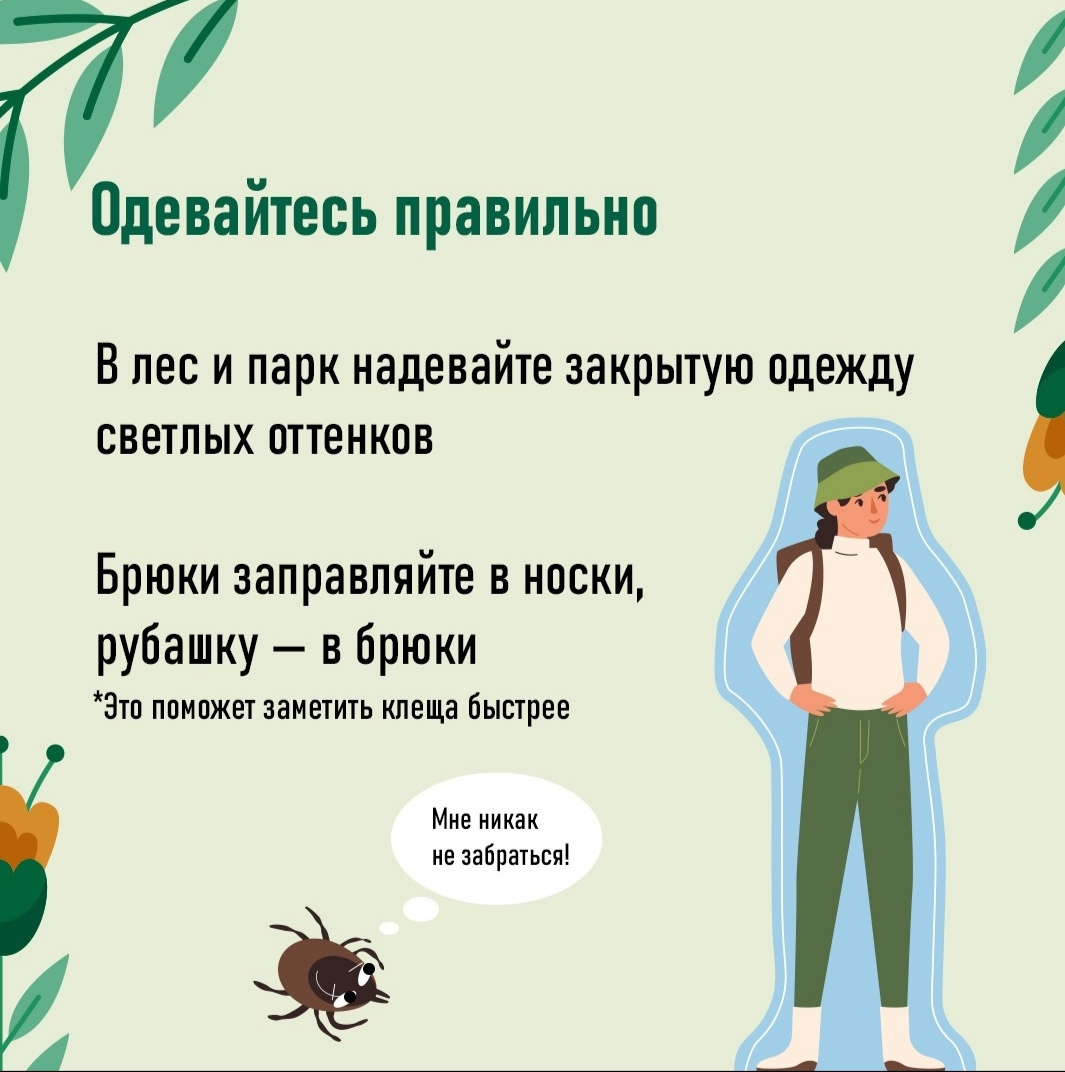 Одевайтесь правильно
В лес и парк надевайте закрытую одежду
светлых оттенков
Брюки заправляйте в носки,
рубашку — в брюки
*Это поможет заметить клеща быстрее
Мне никак
не забраться!